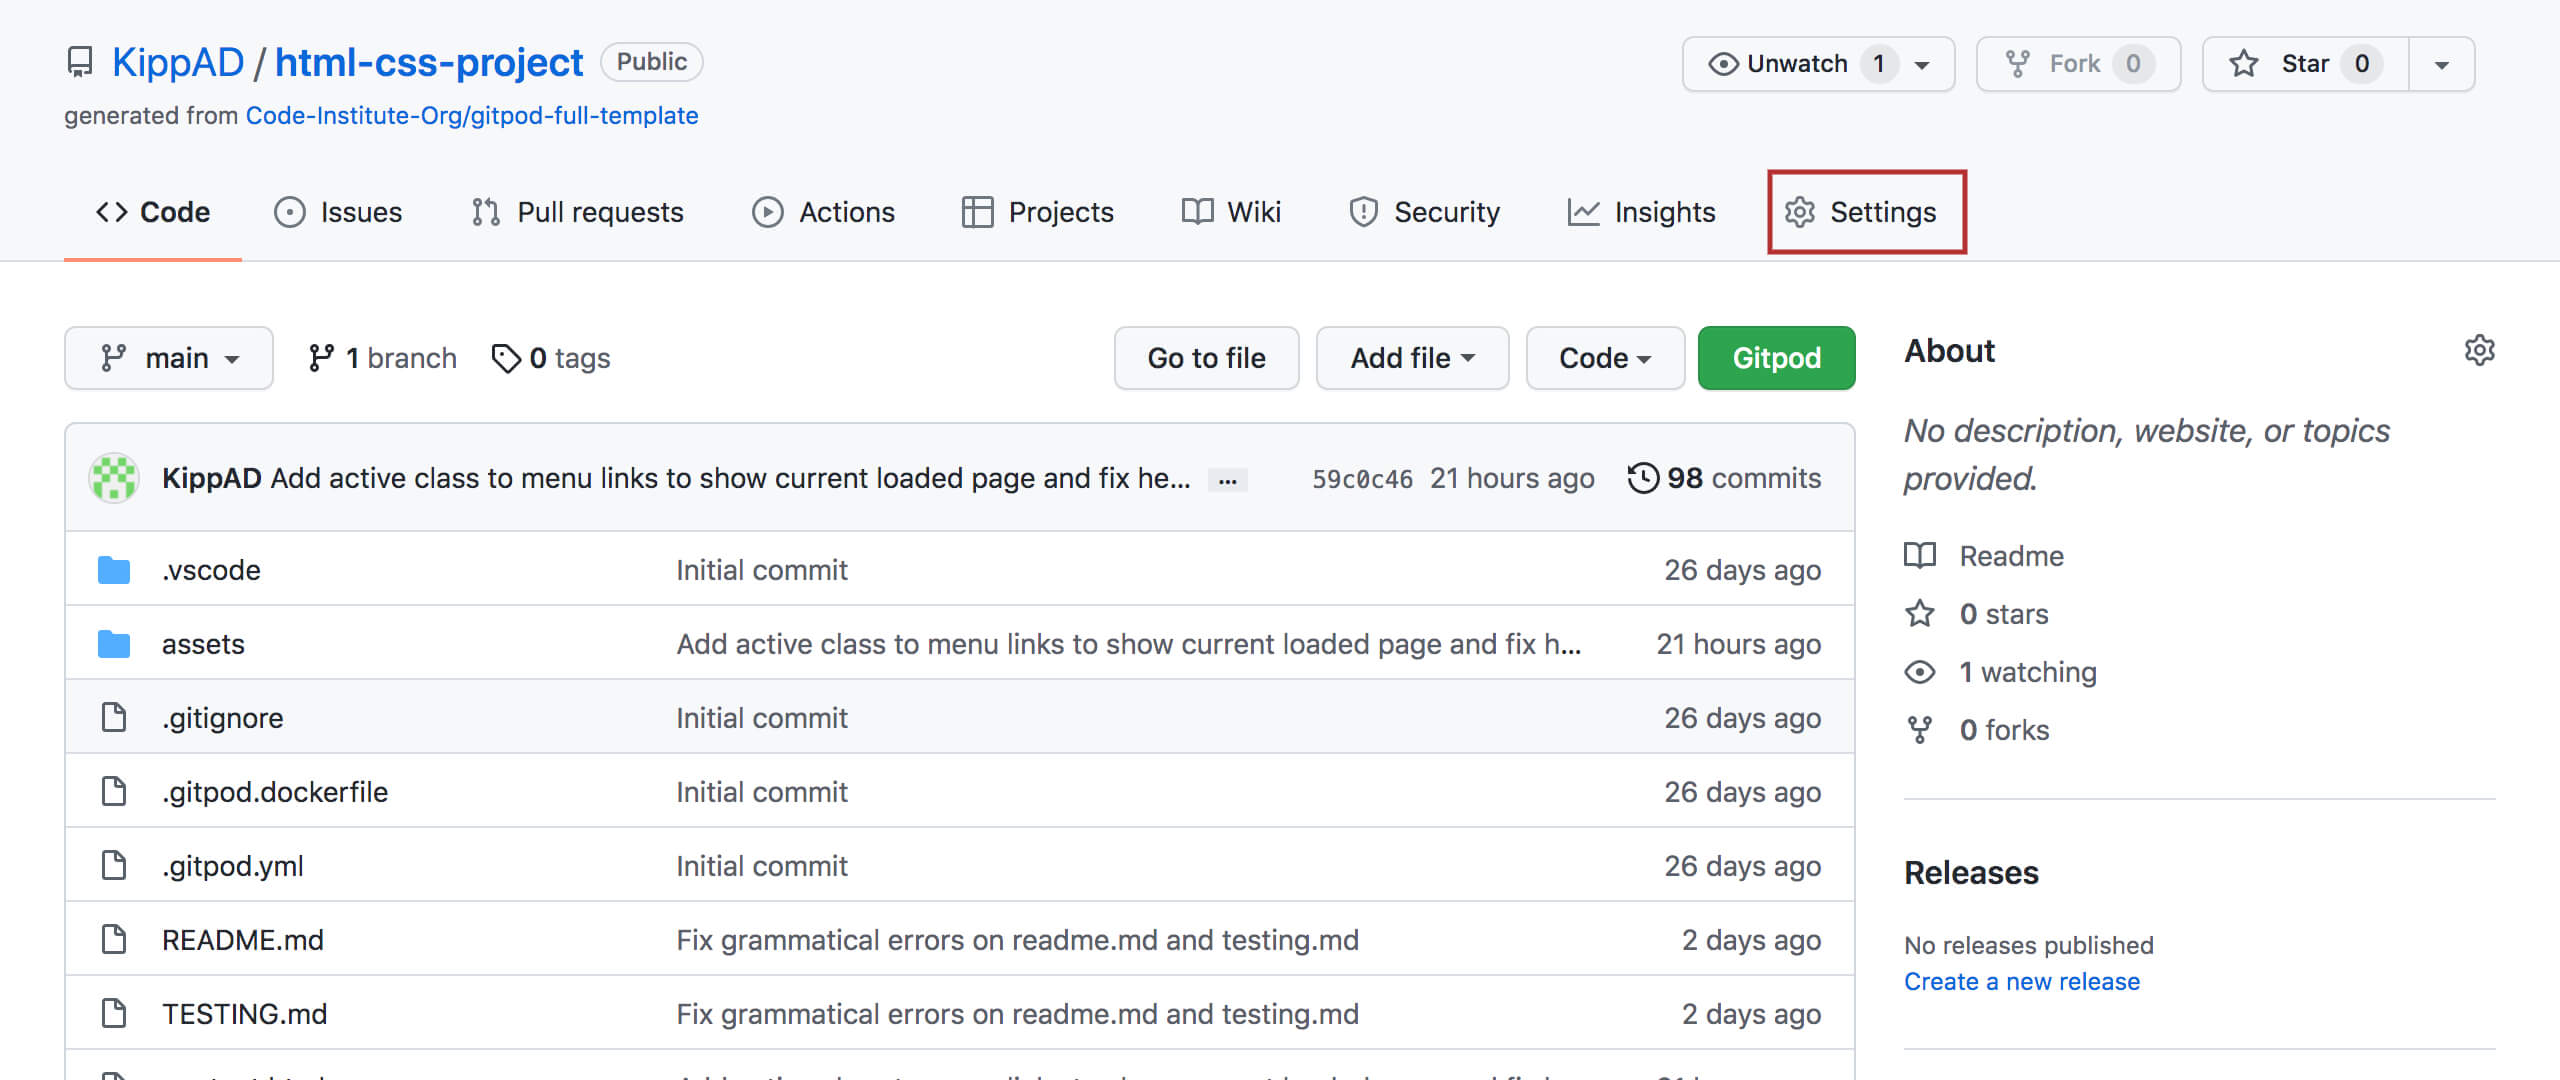 KippAD / html-css-project Public
Unwatch 1
Fork 0
Star 0
generated from Code-Institute-Org/gitpod-full-template
Code Issues Pull requests Actions Projects Wiki Security Insights Settings
main 1 branch 0 tags
Go to file Add file Code Gitpod
KippAD Add active class to menu links to show current loaded page and fix he... ... 59c0c46 21 hours ago 98 commits
.vscode Initial commit 26 days ago
assets Add active class to menu links to show current loaded page and fix h... 21 hours ago
.gitignore Initial commit 26 days ago
.gitpod.dockerfile Initial commit 26 days ago
.gitpod.yml Initial commit 26 days ago
README.md Fix grammatical errors on readme.md and testing.md 2 days ago
TESTING.md Fix grammatical errors on readme.md and testing.md 2 days ago
About
No description, website, or topics
provided.
Readme
0 stars
1 watching
0 forks
Releases
No releases published
Create a new release